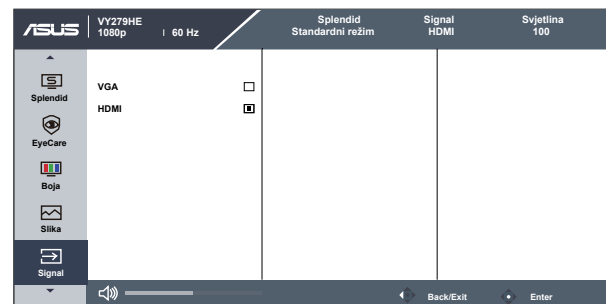 ASUS
VY279HE
1080p | 60 Hz
Splendid
Standardni režim
Signal
HDMI
Svjetlina
100
Splendid
EyeCare
Boja
Slika
Signal
VGA
HDMI
Back/Exit
Enter